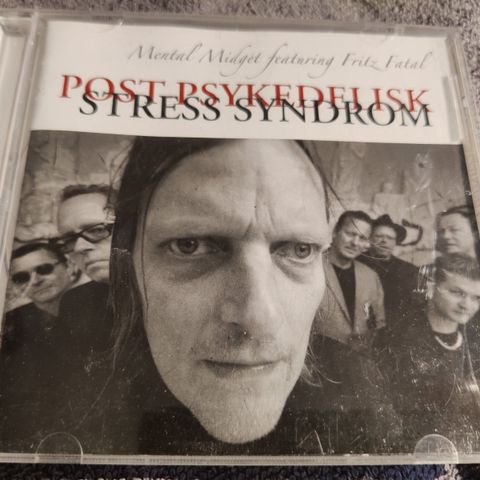 Mental Midget featuring Fritz Fatal
POST PSYKEDELISK
STRESS SYNDROM